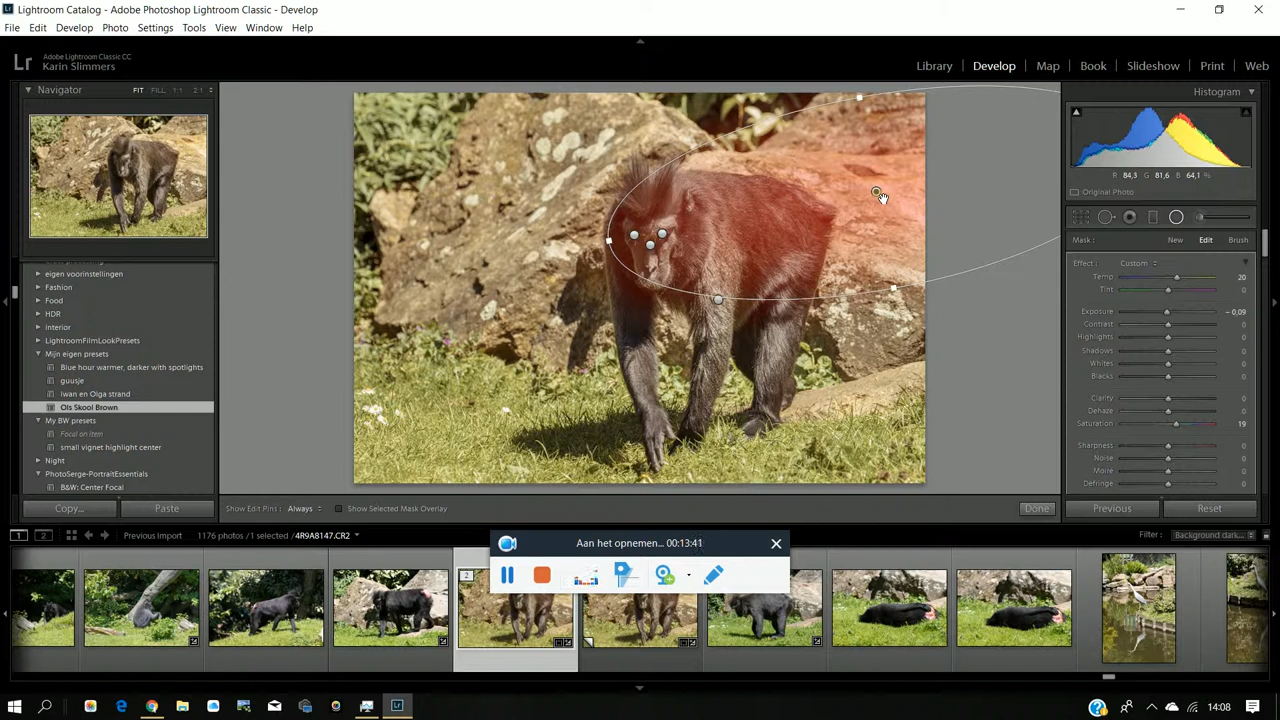 Lightroom Catalog - Adobe Photoshop Lightroom Classic - Develop
File Edit Develop Photo Settings Tools View Window Help
Lr
Adobe Lightroom Classic CC
Karin Slimmers
Library Develop Map Book Slideshow Print Web
Navigator FIT FILL 1:1 2:1
Histogram
R 84,3 G 81,6 B 64,1 %
Original Photo
Mask : New Edit Brush
Effect : Custom
Temp 20
Tint 0
Exposure – 0,09
Contrast 0
Highlights 0
Shadows 0
Whites 0
Blacks 0
Clarity 0
Dehaze 0
Saturation 19
Sharpness 0
Noise 0
Moire 0
Defringe 0
eigen voorinstellingen
Fashion
Food
HDR
interior
LightroomFilmLookPresets
Mijn eigen presets
Blue hour warmer, darker with spotlights
guusje
Iwan en Olga strand
Ols Skool Brown
My BW presets
Focal on item
small vignet highlight center
Night
PhotoSerge-PortraitEssentials
B&W: Center Focal
Copy... Paste
Show Edit Pins : Always Show Selected Mask Overlay Done
Previous Reset
1 2 Previous Import 1176 photos / 1 selected / 4R9A8147.CR2 Filter : Background dark...
Aan het opnemen... 00:13:41
2
Lr
14:08